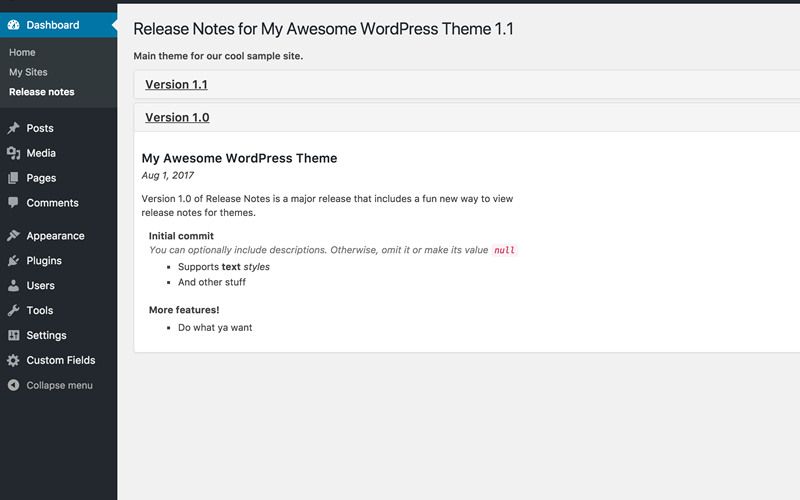 Dashboard
Home
My Sites
Release notes
Posts
Media
Pages
Comments
Appearance
Plugins
Users
Tools
Settings
Custom Fields
Collapse menu
Release Notes for My Awesome WordPress Theme 1.1
Main theme for our cool sample site.
Version 1.1
Version 1.0
My Awesome WordPress Theme
Aug 1, 2017
Version 1.0 of Release Notes is a major release that includes a fun new way to view
release notes for themes.
Initial commit
You can optionally include descriptions. Otherwise, omit it or make its value null
Supports text styles
And other stuff
More features!
Do what ya want